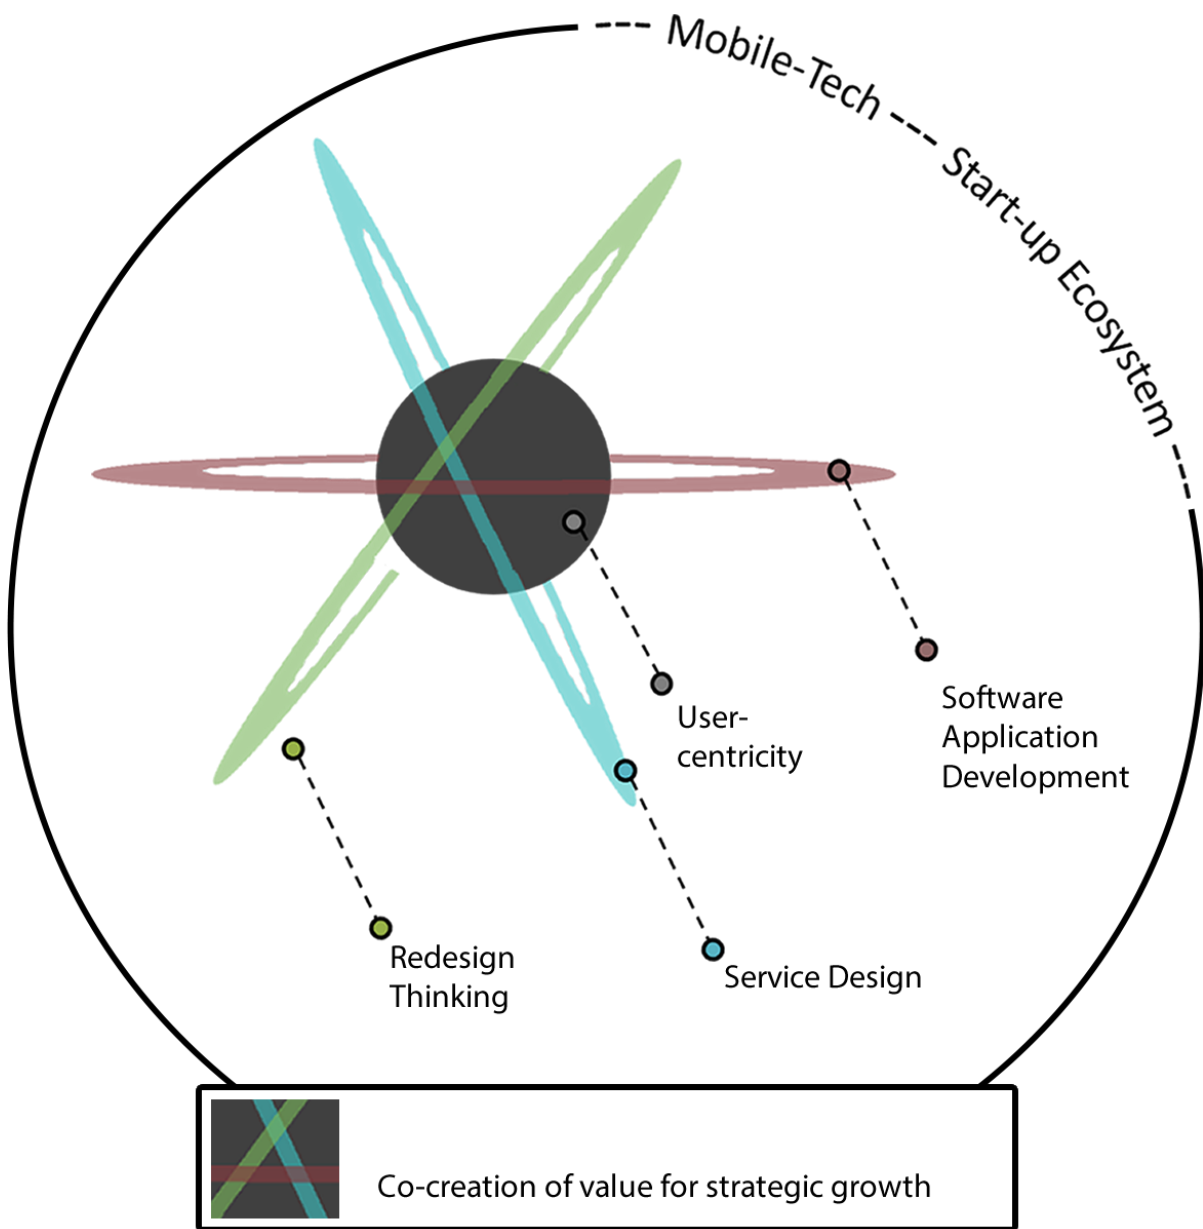 Mobile-Tech
Start-up Ecosystem
User-
centricity
Software
Application
Development
Redesign
Thinking
Service Design
Co-creation of value for strategic growth